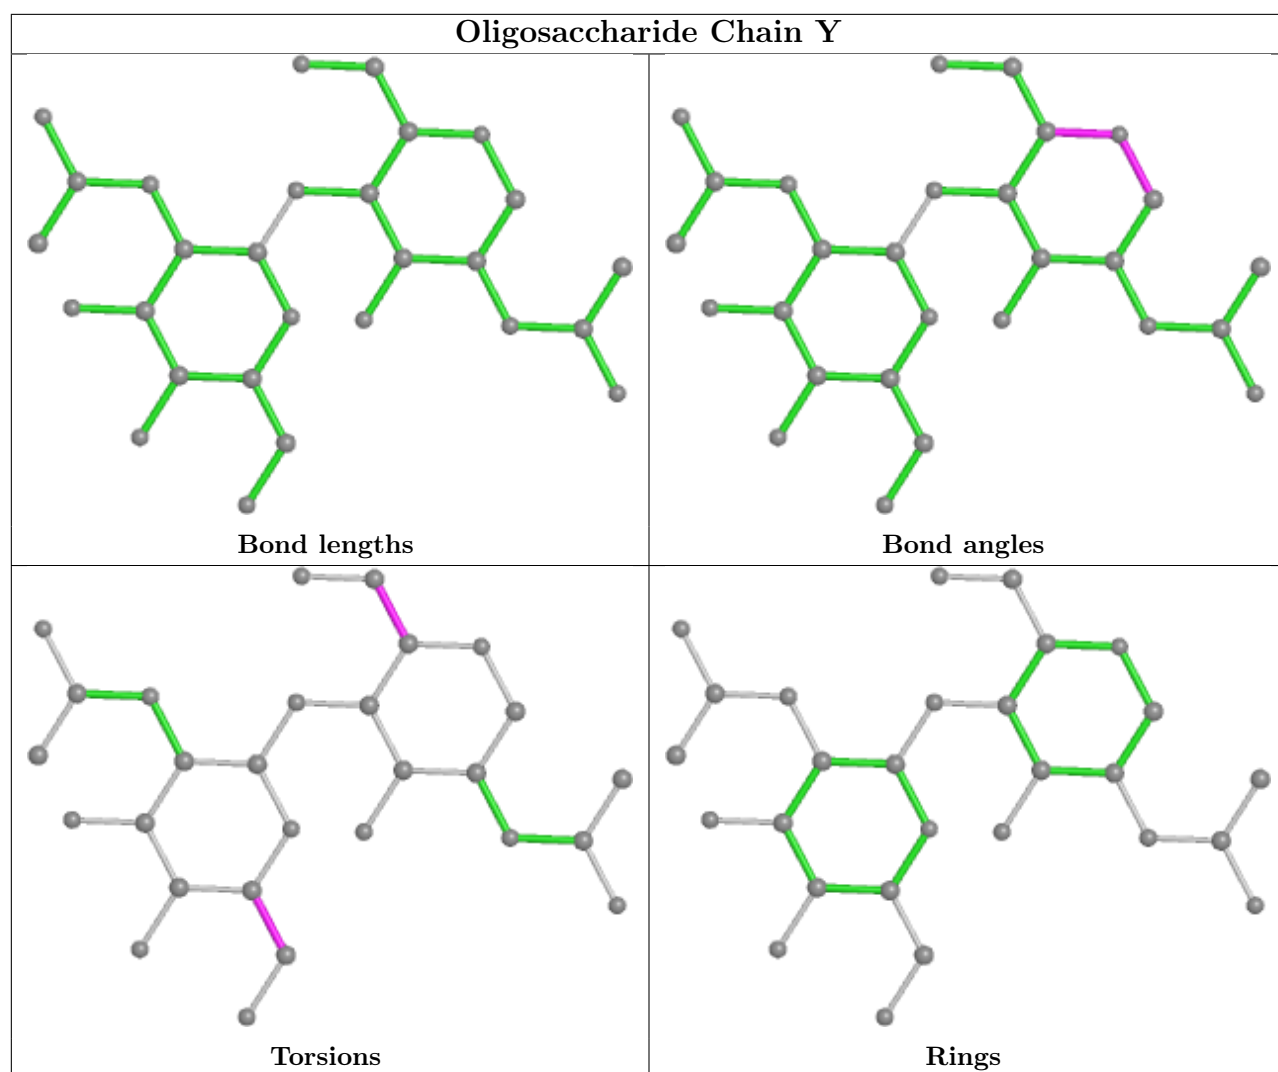 Oligosaccharide Chain Y
Bond lengths
Bond angles
Torsions
Rings